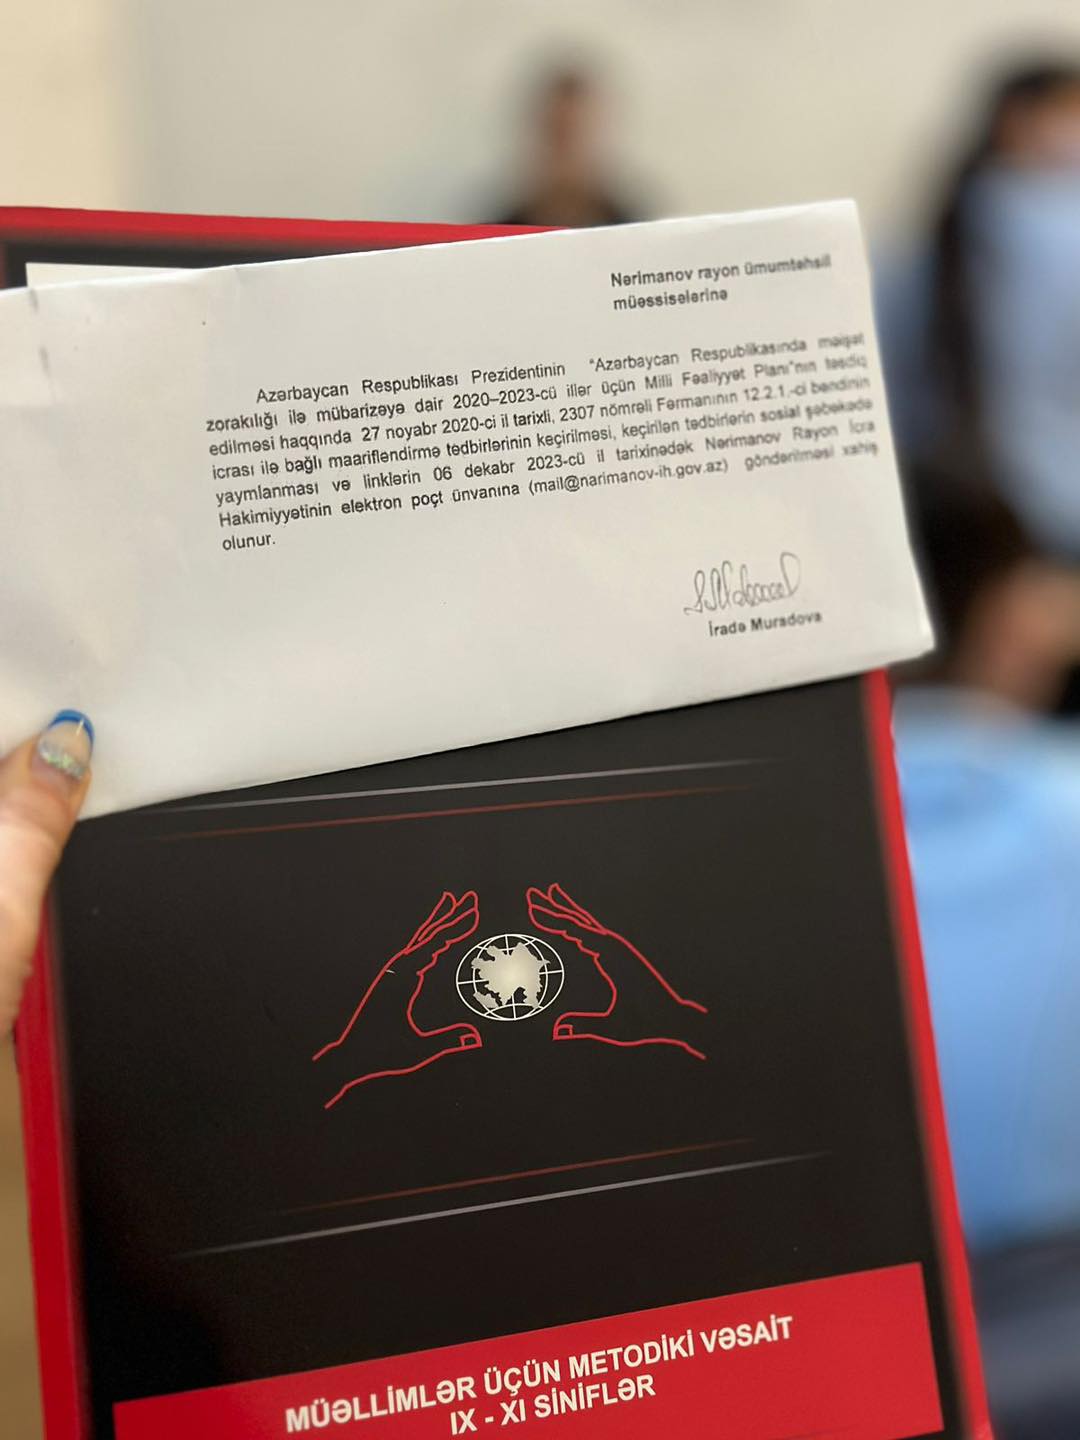 Nərimanov rayon ümumtəhsil
müəssisələrinə
Azərbaycan Respublikası Prezidentinin "Azərbaycan Respublikasında məişət
zorakılığı ilə mübarizəyə dair 2020–2023-cü illər üçün Milli Fəaliyyət Planı"nın təsdiq
edilməsi haqqında 27 noyabr 2020-ci il tarixli, 2307 nömrəli Fərmanının 12.2.1.-ci bəndinin
icrası ilə bağlı maarifləndirmə tədbirlərinin keçirilməsi, keçirilən tədbirlərin sosial şəbəkədə
yaymlanması və linklərin 06 dekabr 2023-cü il tarixinədək Nərimanov Rayon İcra
Hakimiyyətinin elektron poçt ünvanına (mail@narimanov-ih.gov.az) göndərilməsi xahiş
olunur.
İradə Muradova
MÜƏLLİMLƏR ÜÇÜN METODİKİ VƏSAİT
IX - XI SİNİFLƏR